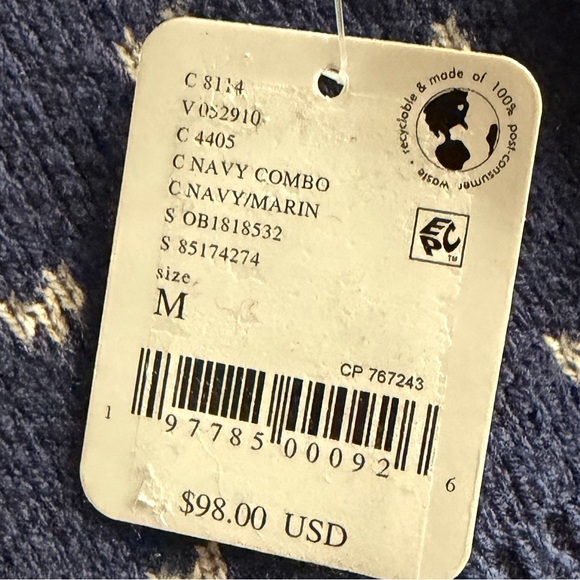 C 8114
V 052910
C 4405
C NAVY COMBO
C NAVY/MARIN
S OB1818532
S 85174274
size
M
recyclable & made of 100% post-consumer waste •
EPC TM
CP 767243
1 97785 00092 6
$98.00 USD